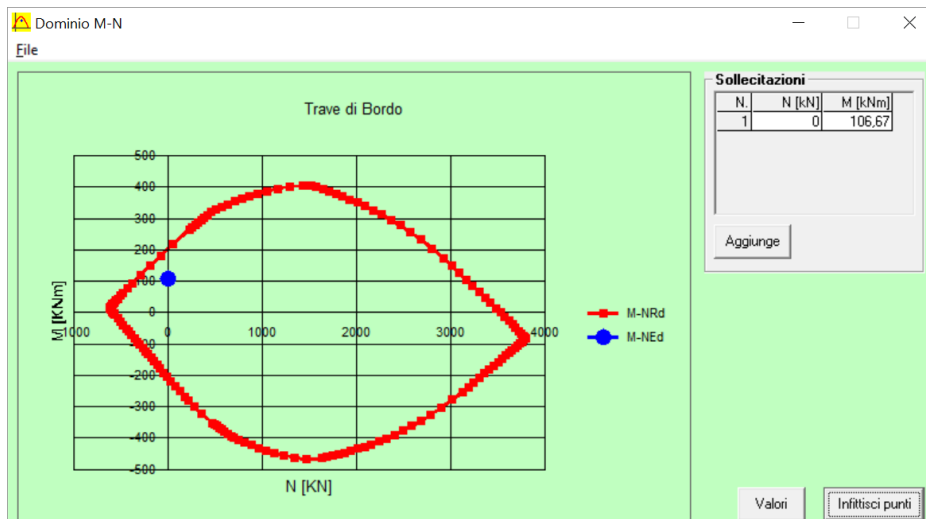 Dominio M-N
File
Trave di Bordo
500
400
300
200
100
0
-100
-200
-300
-400
-500
M [KNm]
-1000
0
1000
2000
3000
4000
N [KN]
M-NRd
M-NEd
Sollecitazioni
N. N [kN] M [kNm]
1 0 106,67
Aggiunge
Valori
Infittisci punti